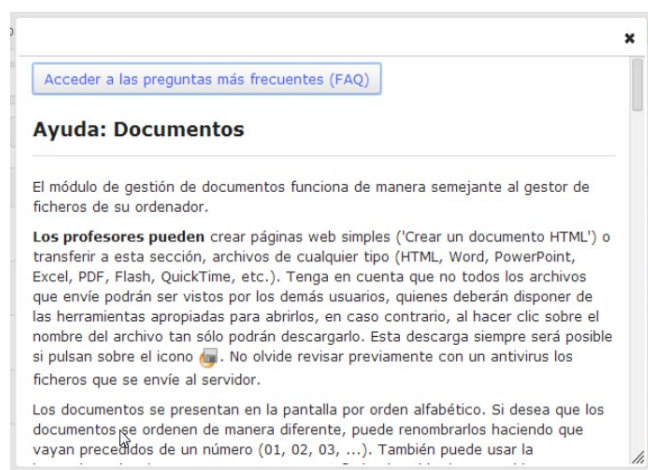 Acceder a las preguntas más frecuentes (FAQ)
Ayuda: Documentos
El módulo de gestión de documentos funciona de manera semejante al gestor de
ficheros de su ordenador.
Los profesores pueden crear páginas web simples ('Crear un documento HTML') o
transferir a esta sección, archivos de cualquier tipo (HTML, Word, PowerPoint,
Excel, PDF, Flash, QuickTime, etc.). Tenga en cuenta que no todos los archivos
que envíe podrán ser vistos por los demás usuarios, quienes deberán disponer de
las herramientas apropiadas para abrirlos, en caso contrario, al hacer clic sobre el
nombre del archivo tan sólo podrán descargarlo. Esta descarga siempre será posible
si pulsan sobre el icono . No olvide revisar previamente con un antivirus los
ficheros que se envíe al servidor.
Los documentos se presentan en la pantalla por orden alfabético. Si desea que los
documentos se ordenen de manera diferente, puede renombrarlos haciendo que
vayan precedidos de un número (01, 02, 03, ...). También puede usar la